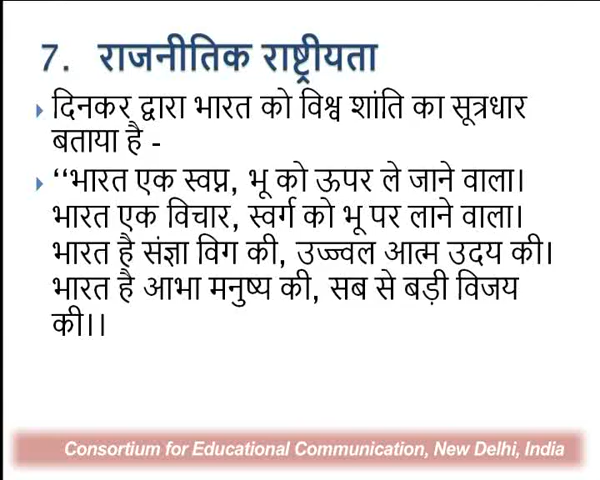 7. राजनीतिक राष्ट्रीयता
दिनकर द्वारा भारत को विश्व शांति का सूत्रधार
बताया है -
‘‘भारत एक स्वप्न, भू को ऊपर ले जाने वाला।
भारत एक विचार, स्वर्ग को भू पर लाने वाला।
भारत है संज्ञा विग की, उज्ज्वल आत्म उदय की।
भारत है आभा मनुष्य की, सब से बड़ी विजय
की।।
Consortium for Educational Communication, New Delhi, India